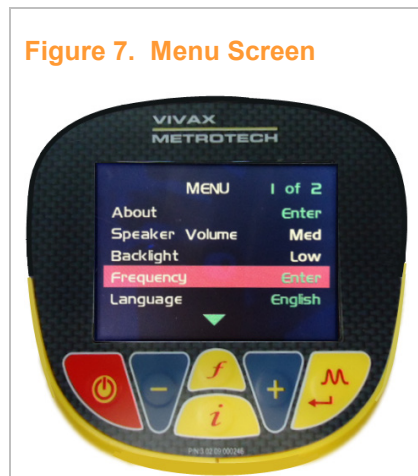 Figure 7. Menu Screen
VIVAX
METROTECH
MENU 1 of 2
About Enter
Speaker Volume Med
Backlight Low
Frequency Enter
Language English
− f +
i